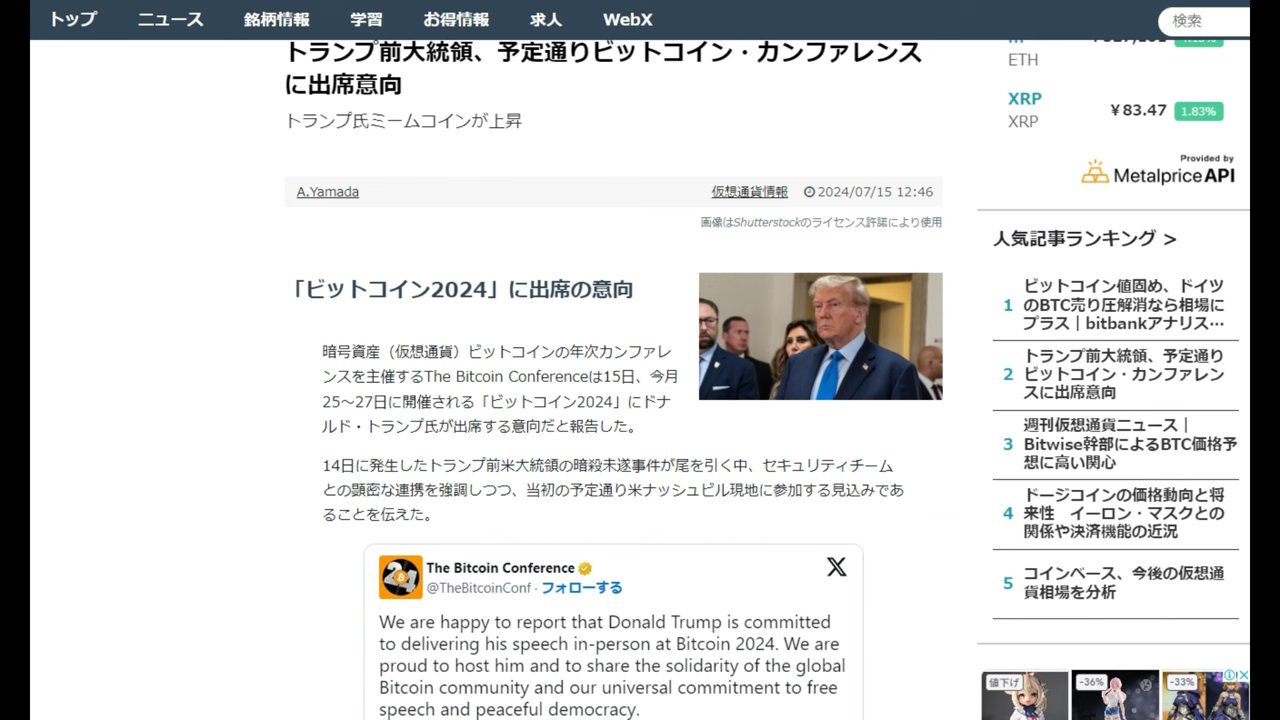 トップ ニュース 銘柄情報 学習 お得情報 求人 WebX 検索
トランプ前大統領、予定通りビットコイン・カンファレンス
に出席意向
トランプ氏ミームコインが上昇
A.Yamada 仮想通貨情報 2024/07/15 12:46
画像はShutterstockのライセンス許諾により使用
「ビットコイン2024」に出席の意向
暗号資産（仮想通貨）ビットコインの年次カンファレ
ンスを主催するThe Bitcoin Conferenceは15日、今月
25〜27日に開催される「ビットコイン2024」にドナ
ルド・トランプ氏が出席する意向だと報告した。
14日に発生したトランプ前米大統領の暗殺未遂事件が尾を引く中、セキュリティチーム
との顕密な連携を強調しつつ、当初の予定通り米ナッシュビル現地に参加する見込みであ
ることを伝えた。
The Bitcoin Conference
@TheBitcoinConf · フォローする
We are happy to report that Donald Trump is committed
to delivering his speech in-person at Bitcoin 2024. We are
proud to host him and to share the solidarity of the global
Bitcoin community and our universal commitment to free
speech and peaceful democracy.
ETH
XRP ¥83.47 1.83%
XRP
Provided by
MetalpriceAPI
人気記事ランキング >
1 ビットコイン値固め、ドイツ
のBTC売り圧解消なら相場に
プラス｜bitbankアナリス…
2 トランプ前大統領、予定通り
ビットコイン・カンファレン
スに出席意向
3 週刊仮想通貨ニュース｜
Bitwise幹部によるBTC価格予
想に高い関心
4 ドージコインの価格動向と将
来性 イーロン・マスクとの
関係や決済機能の近況
5 コインベース、今後の仮想通
貨相場を分析
値下げ -36% -33%